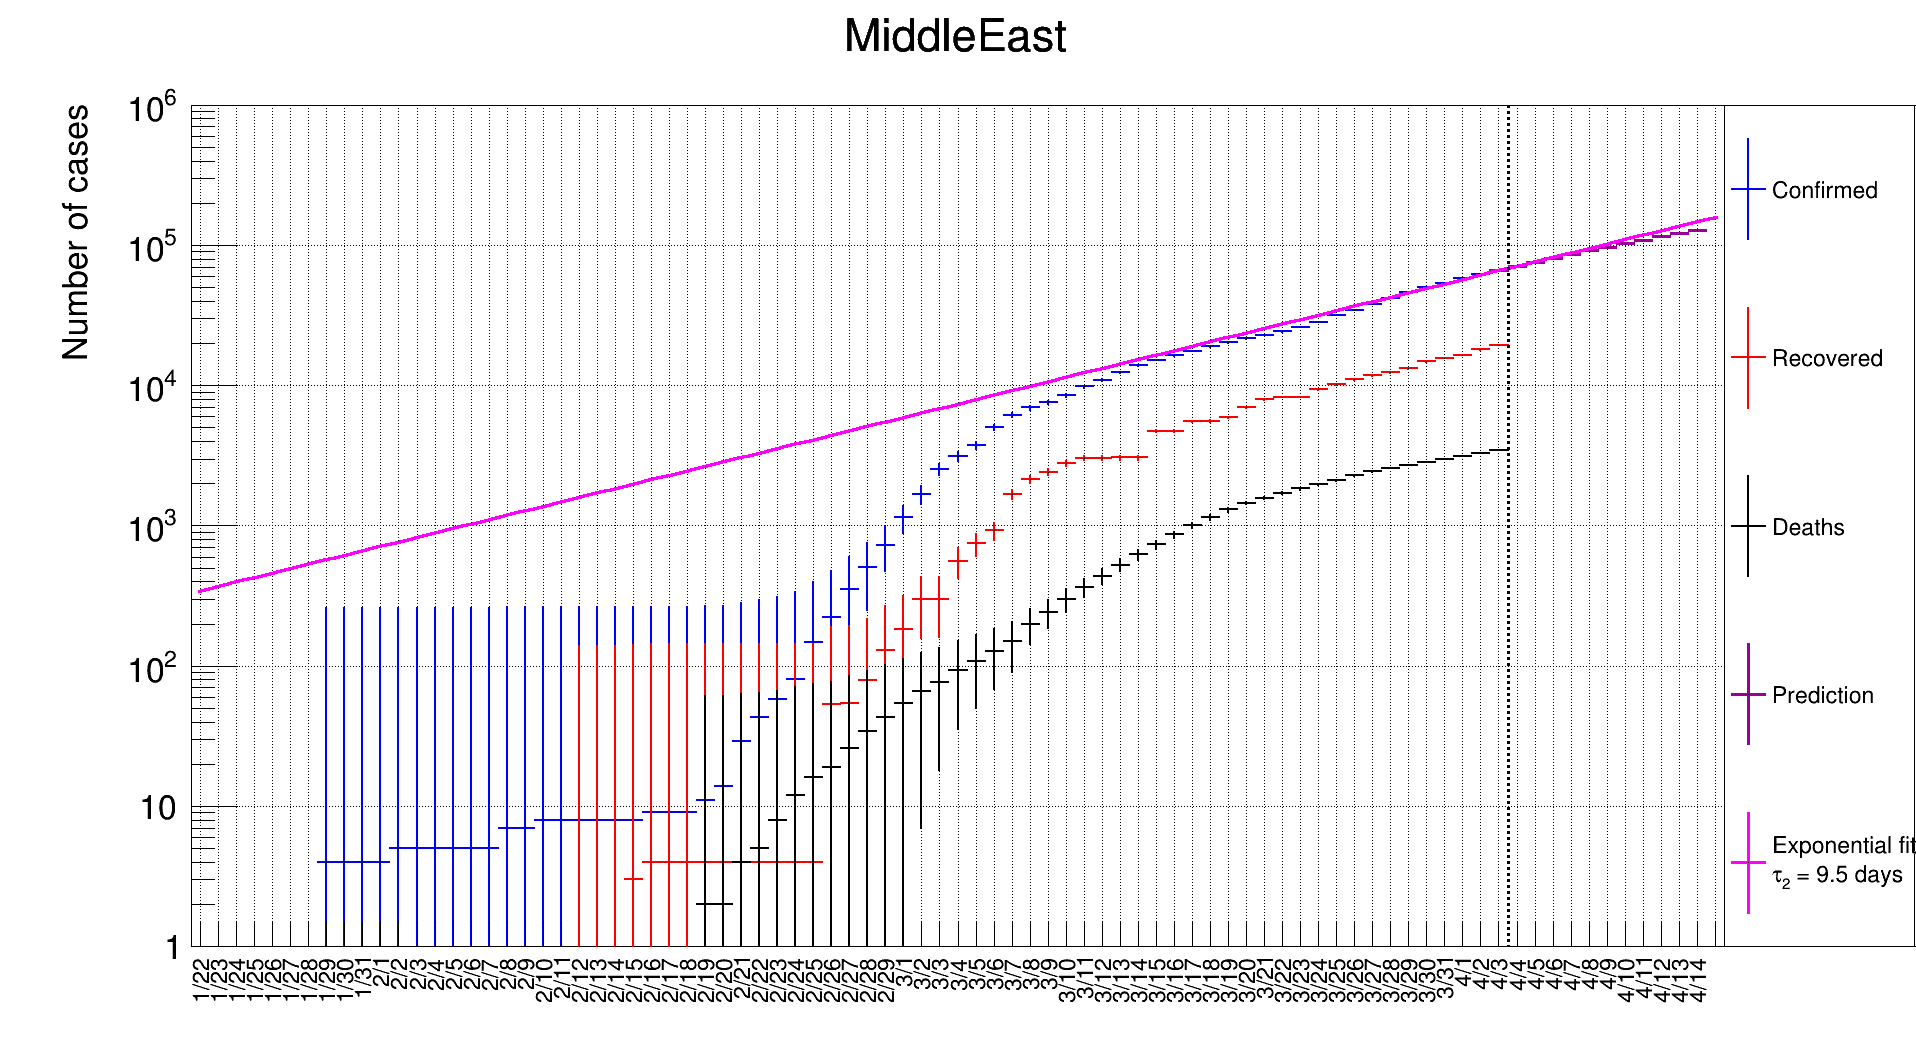 MiddleEast
Number of cases
10^6
10^5
10^4
10^3
10^2
10
1
1/22 1/23 1/24 1/25 1/26 1/27 1/28 1/29 1/30 1/31 2/1 2/2 2/3 2/4 2/5 2/6 2/7 2/8 2/9 2/10 2/11 2/12 2/13 2/14 2/15 2/16 2/17 2/18 2/19 2/20 2/21 2/22 2/23 2/24 2/25 2/26 2/27 2/28 2/29 3/1 3/2 3/3 3/4 3/5 3/6 3/7 3/8 3/9 3/10 3/11 3/12 3/13 3/14 3/15 3/16 3/17 3/18 3/19 3/20 3/21 3/22 3/23 3/24 3/25 3/26 3/27 3/28 3/29 3/30 3/31 4/1 4/2 4/3 4/4 4/5 4/6 4/7 4/8 4/9 4/10 4/11 4/12 4/13 4/14
Confirmed
Recovered
Deaths
Prediction
Exponential fit
τ₂ = 9.5 days